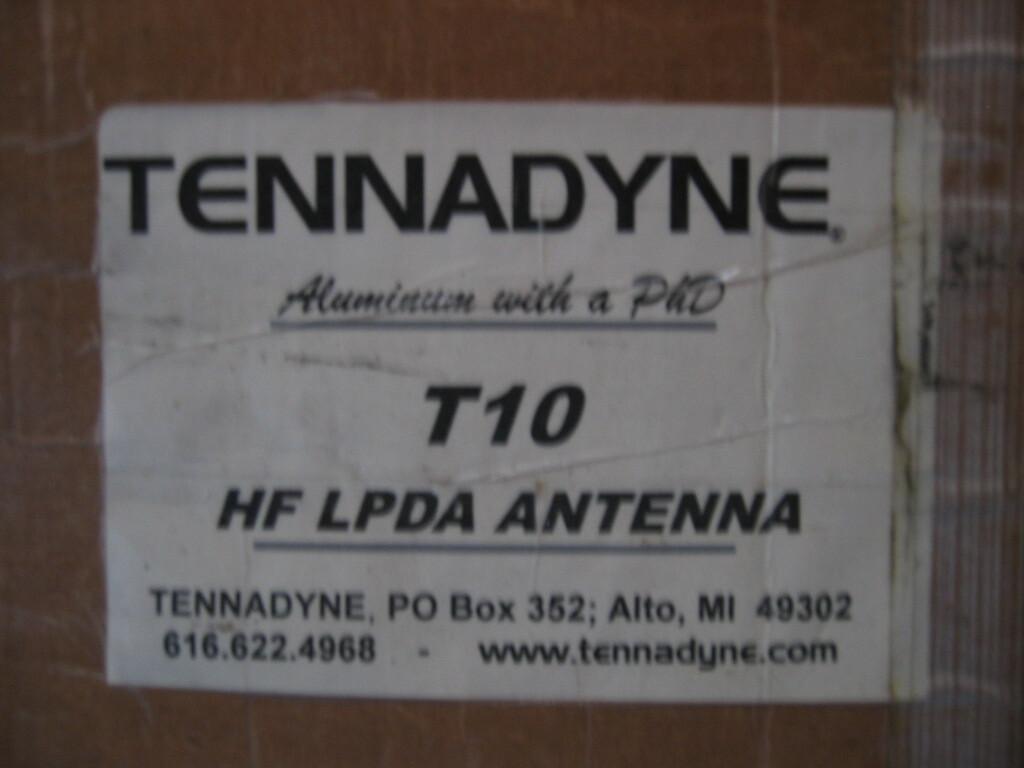 TENNADYNE®
Aluminum with a PhD
T10
HF LPDA ANTENNA
TENNADYNE, PO Box 352; Alto, MI 49302
616.622.4968 - www.tennadyne.com